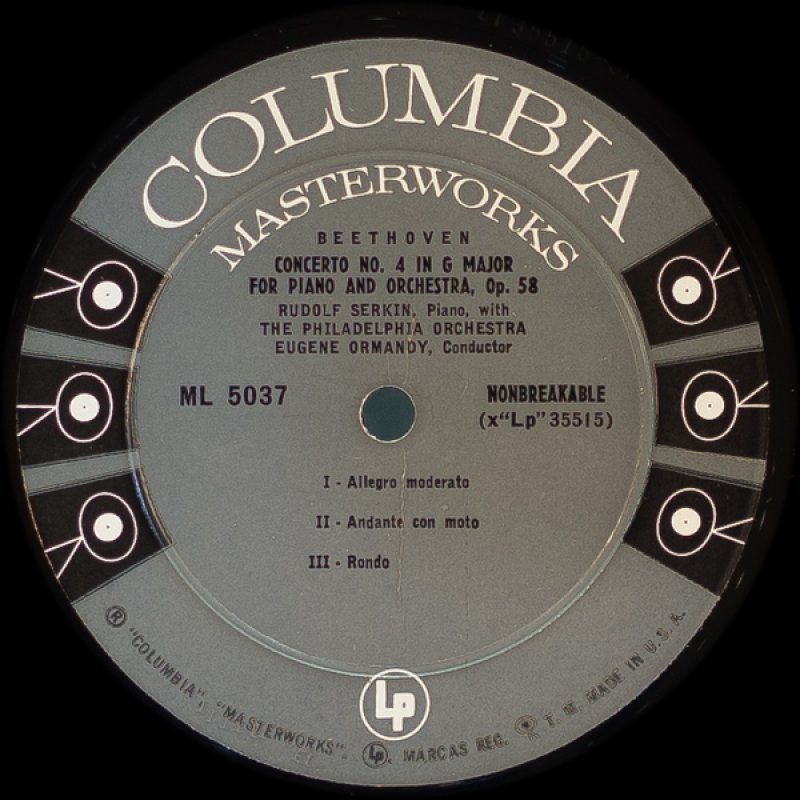 COLUMBIA
MASTERWORKS
BEETHOVEN
CONCERTO NO. 4 IN G MAJOR
FOR PIANO AND ORCHESTRA, Op. 58
RUDOLF SERKIN, Piano, with
THE PHILADELPHIA ORCHESTRA
EUGENE ORMANDY, Conductor
ML 5037
NONBREAKABLE
(x"Lp"35515)
I - Allegro moderato
II - Andante con moto
III - Rondo
Lp
® "COLUMBIA", "MASTERWORKS", Lp, MARCAS REG. T. M. MADE IN U.S.A.